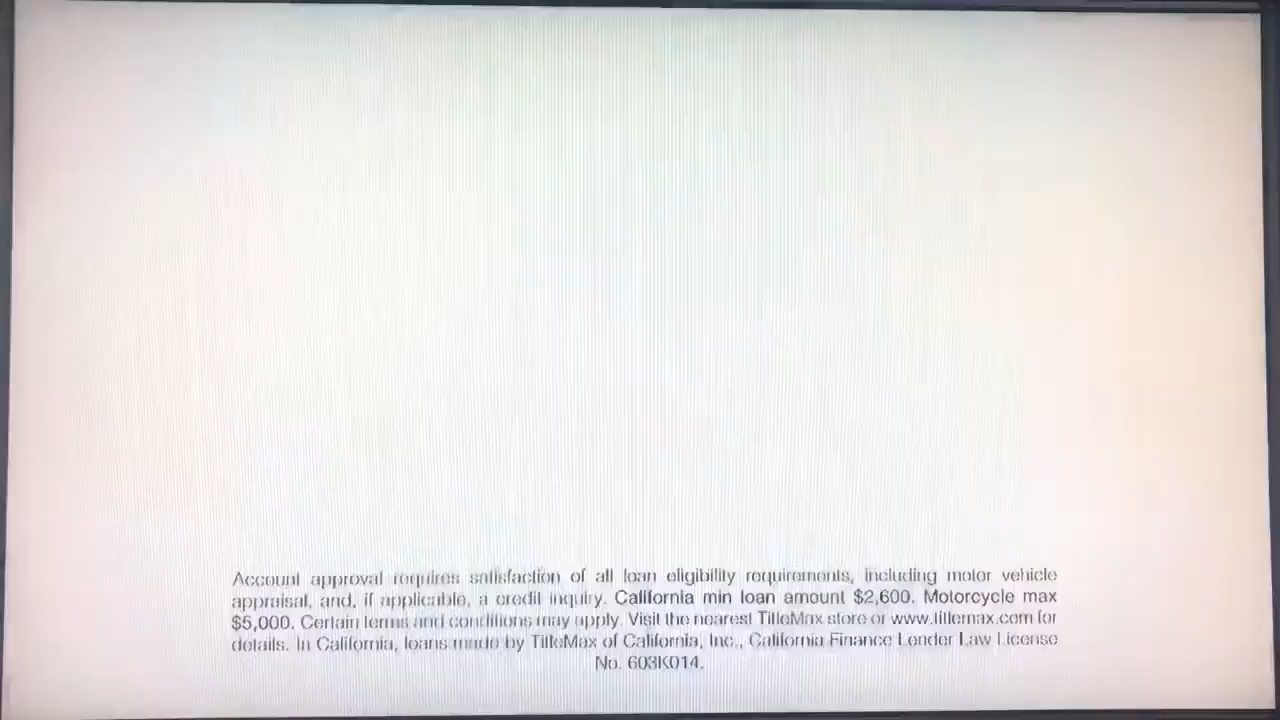 Account approval requires satisfaction of all loan eligibility requirements, including motor vehicle
appraisal, and, if applicable, a credit inquiry. California min loan amount $2,600. Motorcycle max
$5,000. Certain terms and conditions may apply. Visit the nearest TitleMax store or www.titlemax.com for
details. In California, loans made by TitleMax of California, Inc., California Finance Lender Law License
No. 603K014.